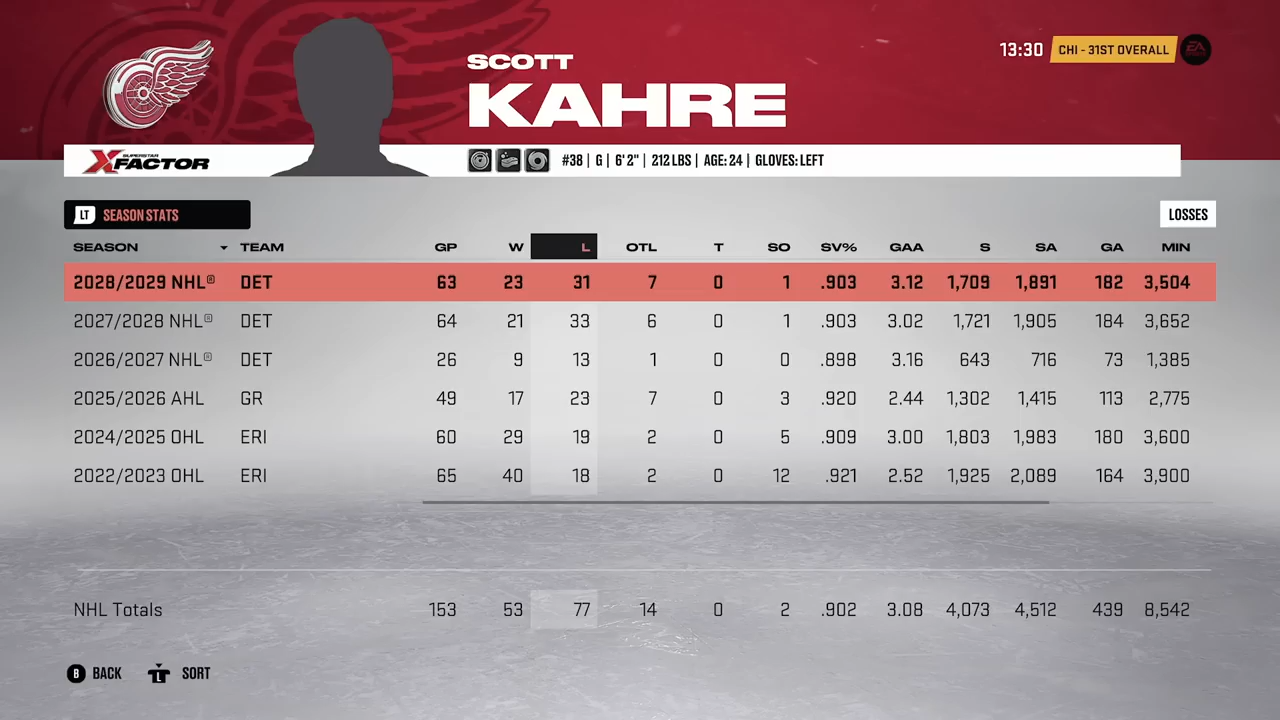 SCOTT
KAHRE
13:30 CHI - 31ST OVERALL EA
SUPERSTAR
X FACTOR
#38 | G | 6' 2" | 212 LBS | AGE: 24 | GLOVES: LEFT
LT SEASON STATS
LOSSES
SEASON TEAM GP W L OTL T SO SV% GAA S SA GA MIN
2028/2029 NHL® DET 63 23 31 7 0 1 .903 3.12 1,709 1,891 182 3,504
2027/2028 NHL® DET 64 21 33 6 0 1 .903 3.02 1,721 1,905 184 3,652
2026/2027 NHL® DET 26 9 13 1 0 0 .898 3.16 643 716 73 1,385
2025/2026 AHL GR 49 17 23 7 0 3 .920 2.44 1,302 1,415 113 2,775
2024/2025 OHL ERI 60 29 19 2 0 5 .909 3.00 1,803 1,983 180 3,600
2022/2023 OHL ERI 65 40 18 2 0 12 .921 2.52 1,925 2,089 164 3,900
NHL Totals 153 53 77 14 0 2 .902 3.08 4,073 4,512 439 8,542
B BACK L SORT